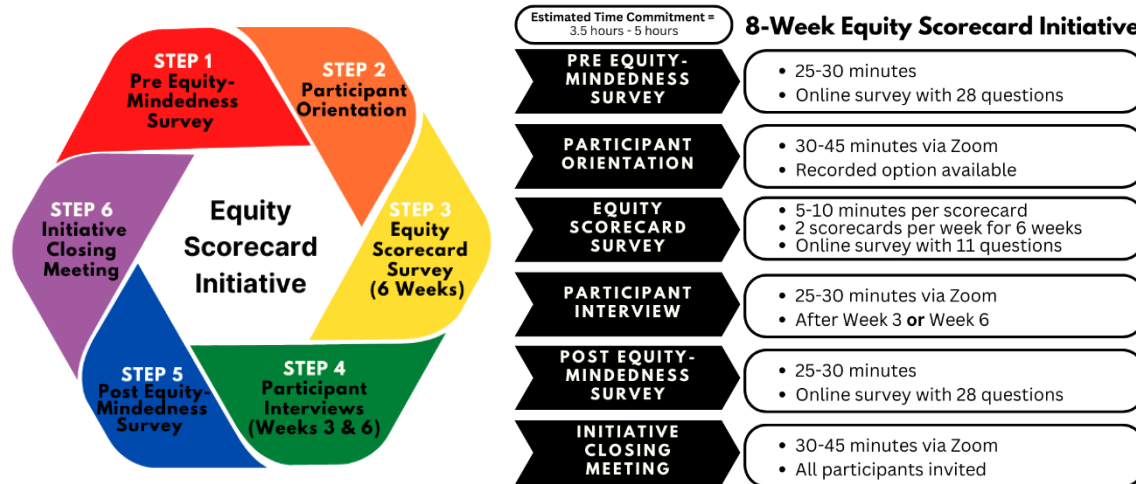 STEP 1
Pre Equity-
Mindedness
Survey
STEP 2
Participant
Orientation
STEP 3
Equity
Scorecard
Survey
(6 Weeks)
STEP 4
Participant
Interviews
(Weeks 3 & 6)
STEP 5
Post Equity-
Mindedness
Survey
STEP 6
Initiative
Closing
Meeting
Equity
Scorecard
Initiative
Estimated Time Commitment =
3.5 hours - 5 hours
8-Week Equity Scorecard Initiative
PRE EQUITY-
MINDEDNESS
SURVEY
• 25-30 minutes
• Online survey with 28 questions
PARTICIPANT
ORIENTATION
• 30-45 minutes via Zoom
• Recorded option available
EQUITY
SCORECARD
SURVEY
• 5-10 minutes per scorecard
• 2 scorecards per week for 6 weeks
• Online survey with 11 questions
PARTICIPANT
INTERVIEW
• 25-30 minutes via Zoom
• After Week 3 or Week 6
POST EQUITY-
MINDEDNESS
SURVEY
• 25-30 minutes
• Online survey with 28 questions
INITIATIVE
CLOSING
MEETING
• 30-45 minutes via Zoom
• All participants invited